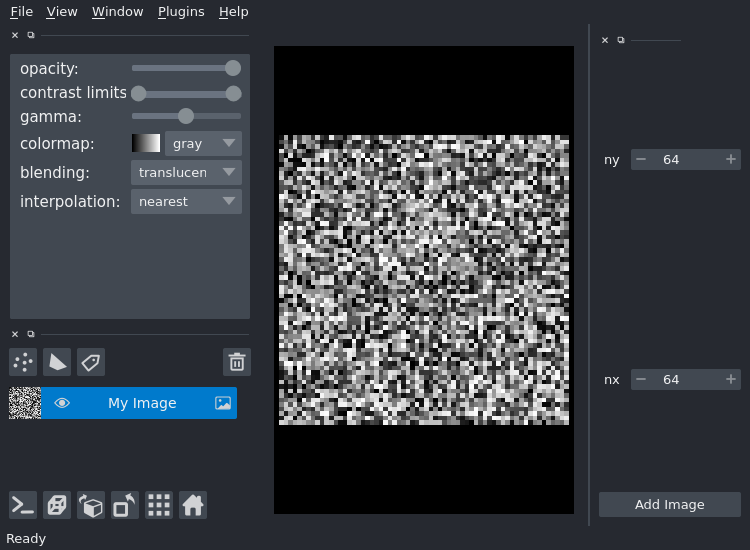 File View Window Plugins Help
opacity:
contrast limits
gamma:
colormap: gray
blending: translucen
interpolation: nearest
My Image
ny 64
nx 64
Add Image
Ready